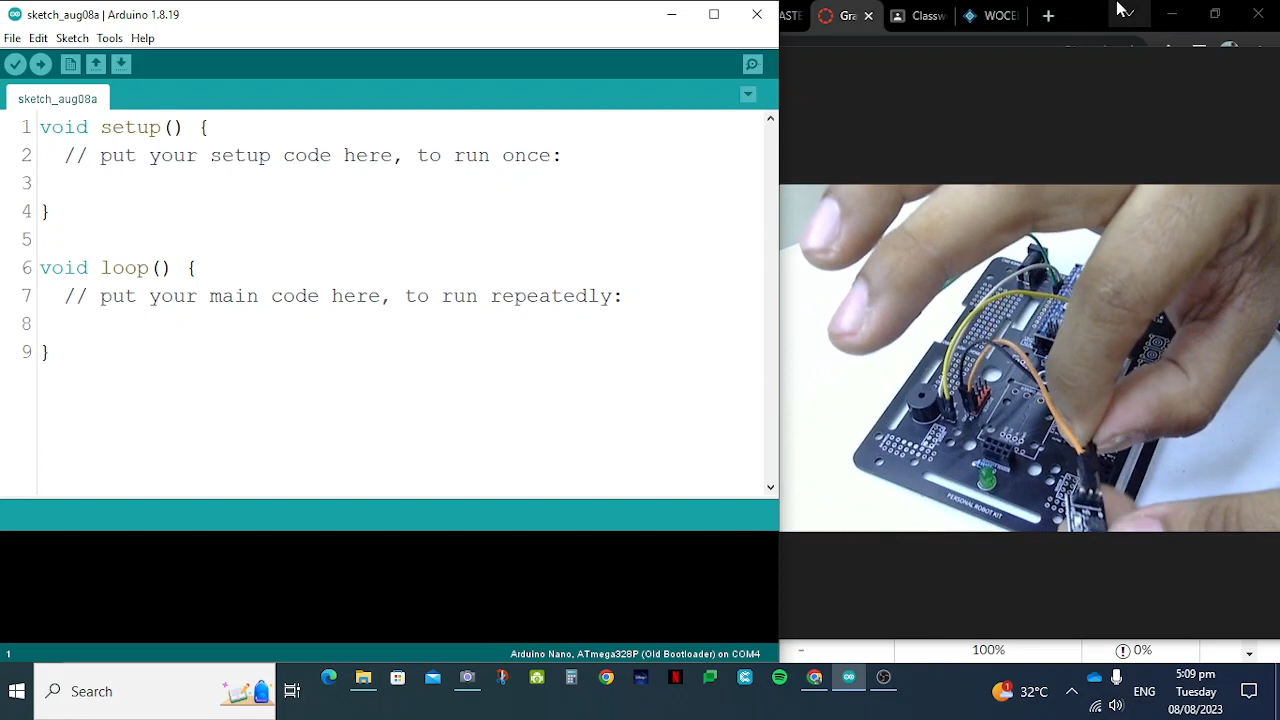 sketch_aug08a | Arduino 1.8.19
ASTE
Gra
Classw
WOCE
File Edit Sketch Tools Help
sketch_aug08a
1 void setup() {
2 // put your setup code here, to run once:
3
4 }
5
6 void loop() {
7 // put your main code here, to run repeatedly:
8
9 }
PERSONAL ROBOT KIT
1
Arduino Nano, ATmega328P (Old Bootloader) on COM4
100%
0%
Search
32°C
ENG
5:09 pm
Tuesday
08/08/2023